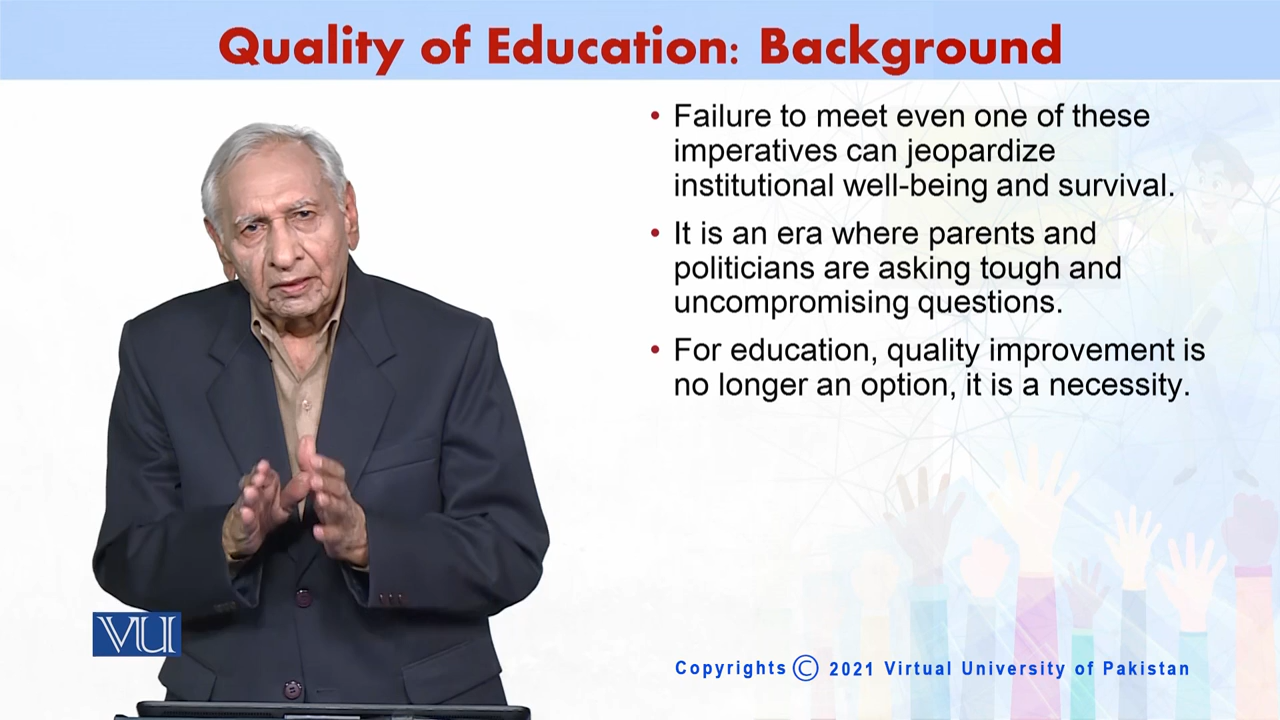 Quality of Education: Background
• Failure to meet even one of these
imperatives can jeopardize
institutional well-being and survival.
• It is an era where parents and
politicians are asking tough and
uncompromising questions.
• For education, quality improvement is
no longer an option, it is a necessity.
VU
Copyrights © 2021 Virtual University of Pakistan